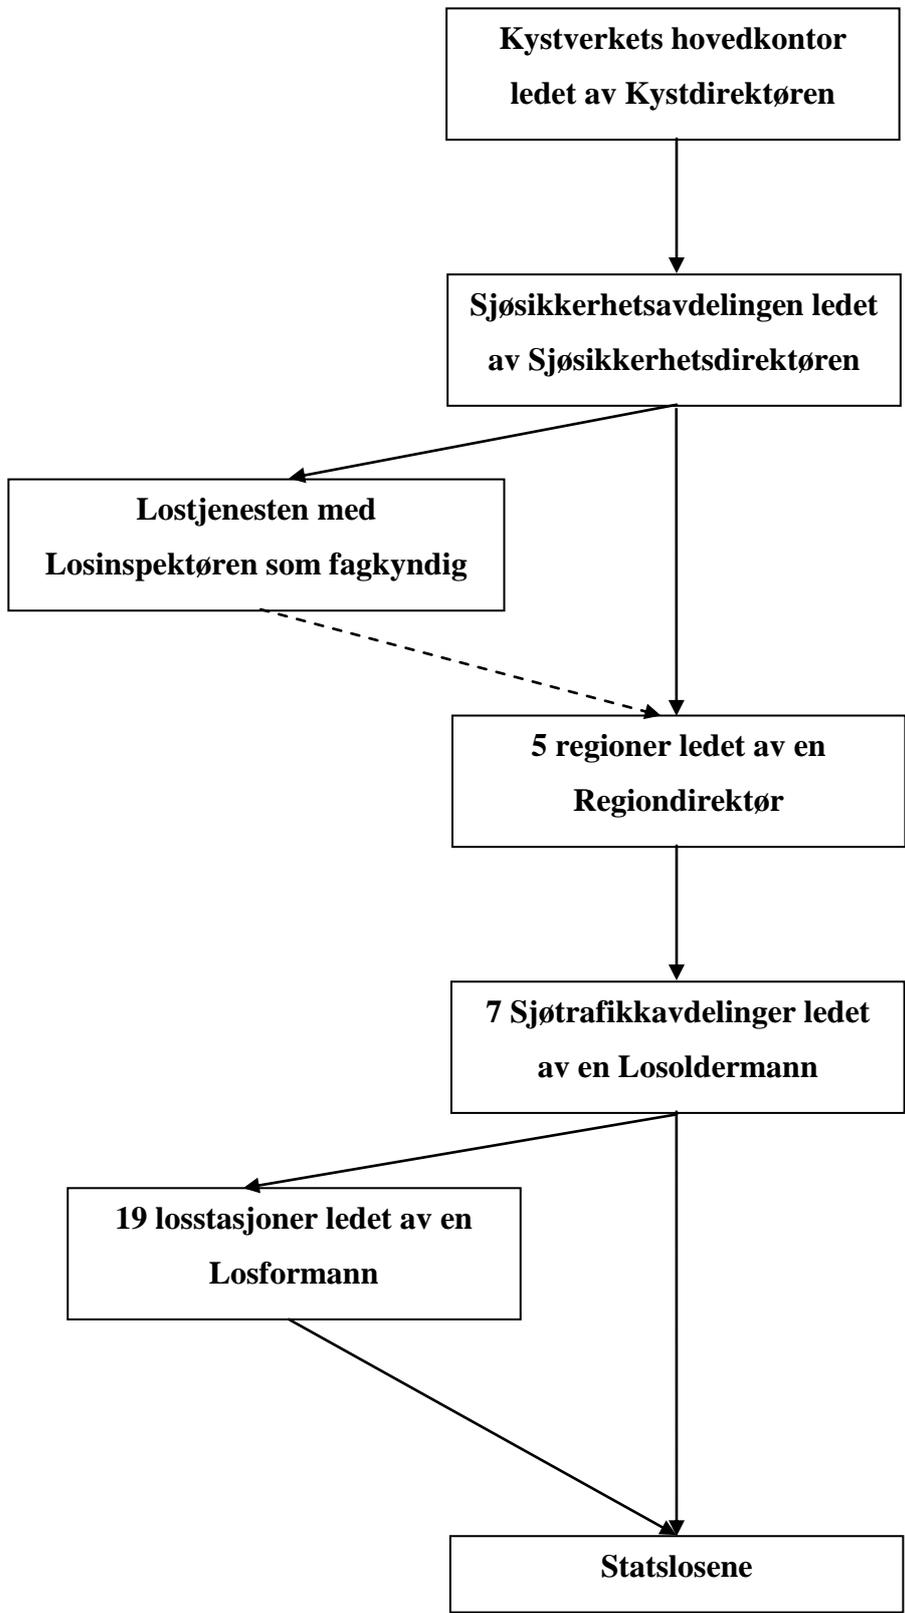 Kystverkets hovedkontor
ledet av Kystdirektøren
Sjøsikkerhetsavdelingen ledet
av Sjøsikkerhetsdirektøren
Lostjenesten med
Losinspektøren som fagkyndig
5 regioner ledet av en
Regiondirektør
7 Sjøtrafikkavdelinger ledet
av en Losoldermann
19 losstasjoner ledet av en
Losformann
Statslosene